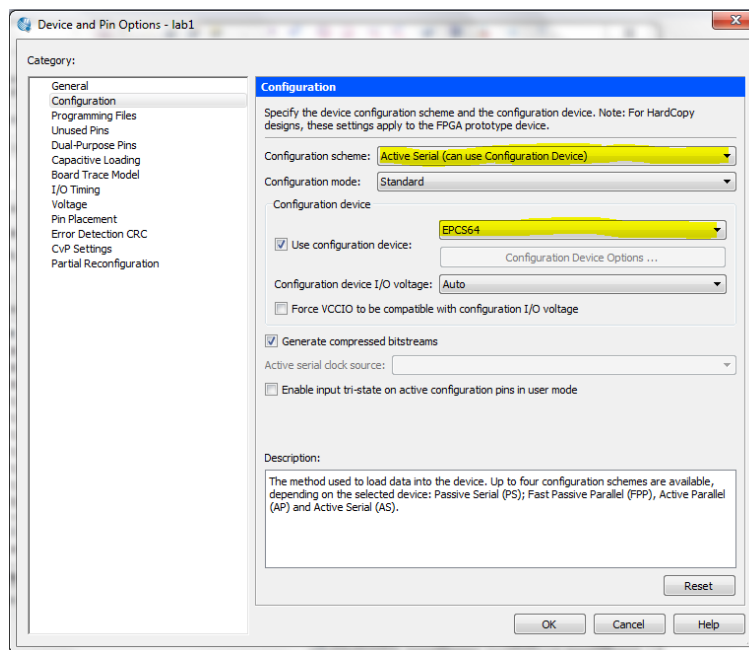 Device and Pin Options - lab1
Category:
General
Configuration
Programming Files
Unused Pins
Dual-Purpose Pins
Capacitive Loading
Board Trace Model
I/O Timing
Voltage
Pin Placement
Error Detection CRC
CvP Settings
Partial Reconfiguration
Configuration
Specify the device configuration scheme and the configuration device. Note: For HardCopy
designs, these settings apply to the FPGA prototype device.
Configuration scheme: Active Serial (can use Configuration Device)
Configuration mode: Standard
Configuration device
EPCS64
Use configuration device:
Configuration Device Options ...
Configuration device I/O voltage: Auto
Force VCCIO to be compatible with configuration I/O voltage
Generate compressed bitstreams
Active serial clock source:
Enable input tri-state on active configuration pins in user mode
Description:
The method used to load data into the device. Up to four configuration schemes are available,
depending on the selected device: Passive Serial (PS); Fast Passive Parallel (FPP), Active Parallel
(AP) and Active Serial (AS).
Reset
OK Cancel Help